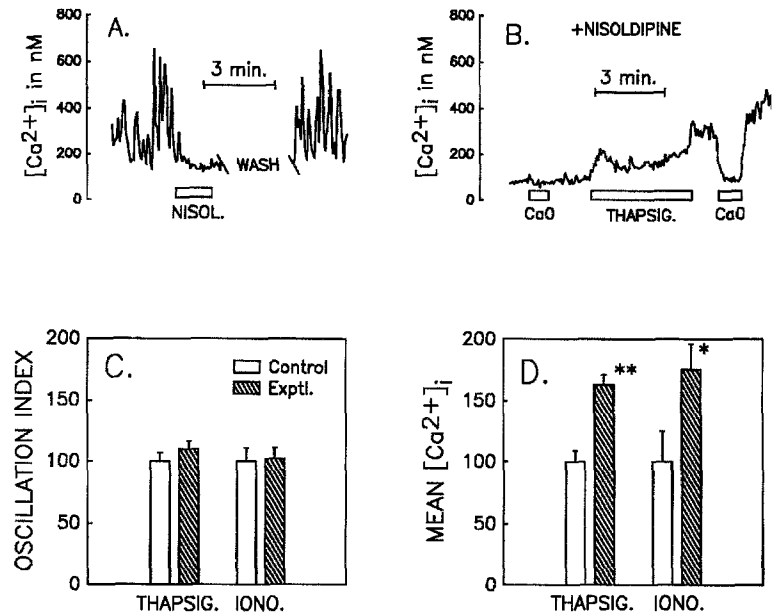 A.
800
600
400
200
0
[Ca2+]i in nM
3 min.
WASH
NISOL.
B.
+NISOLDIPINE
800
600
400
200
0
[Ca2+]i in nM
3 min.
Ca0
THAPSIG.
Ca0
C.
200
150
100
50
0
OSCILLATION INDEX
Control
Exptl.
THAPSIG. IONO.
D.
200
150
100
50
0
MEAN [Ca2+]i
**
*
THAPSIG. IONO.